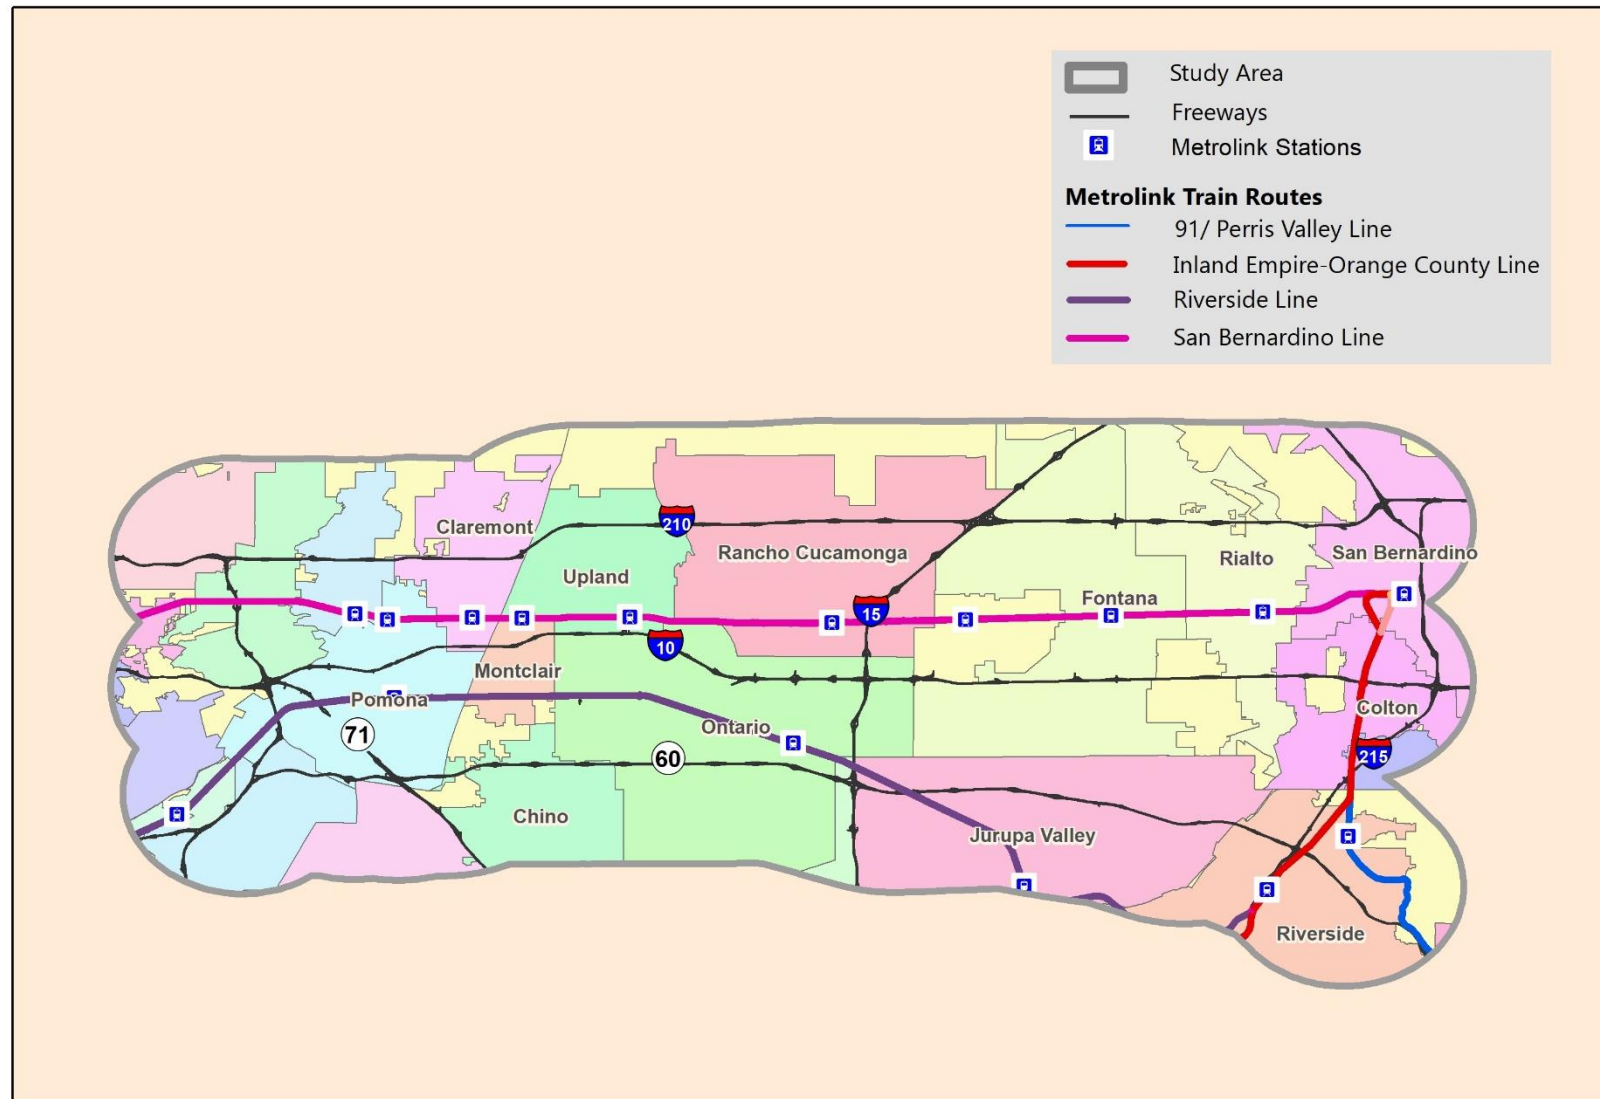 Study Area
Freeways
Metrolink Stations
Metrolink Train Routes
91/ Perris Valley Line
Inland Empire-Orange County Line
Riverside Line
San Bernardino Line
Claremont
210
Rancho Cucamonga
Rialto
San Bernardino
Upland
Fontana
15
10
Montclair
Pomona
Colton
71
Ontario
60
215
Chino
Jurupa Valley
Riverside